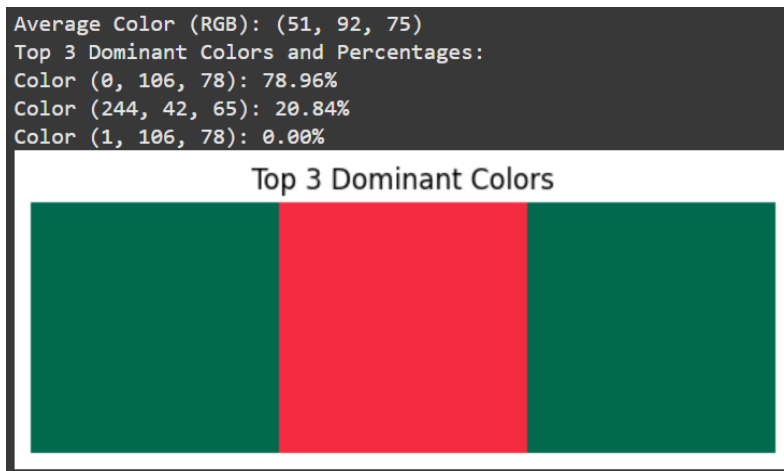 Average Color (RGB): (51, 92, 75)
Top 3 Dominant Colors and Percentages:
Color (0, 106, 78): 78.96%
Color (244, 42, 65): 20.84%
Color (1, 106, 78): 0.00%
Top 3 Dominant Colors